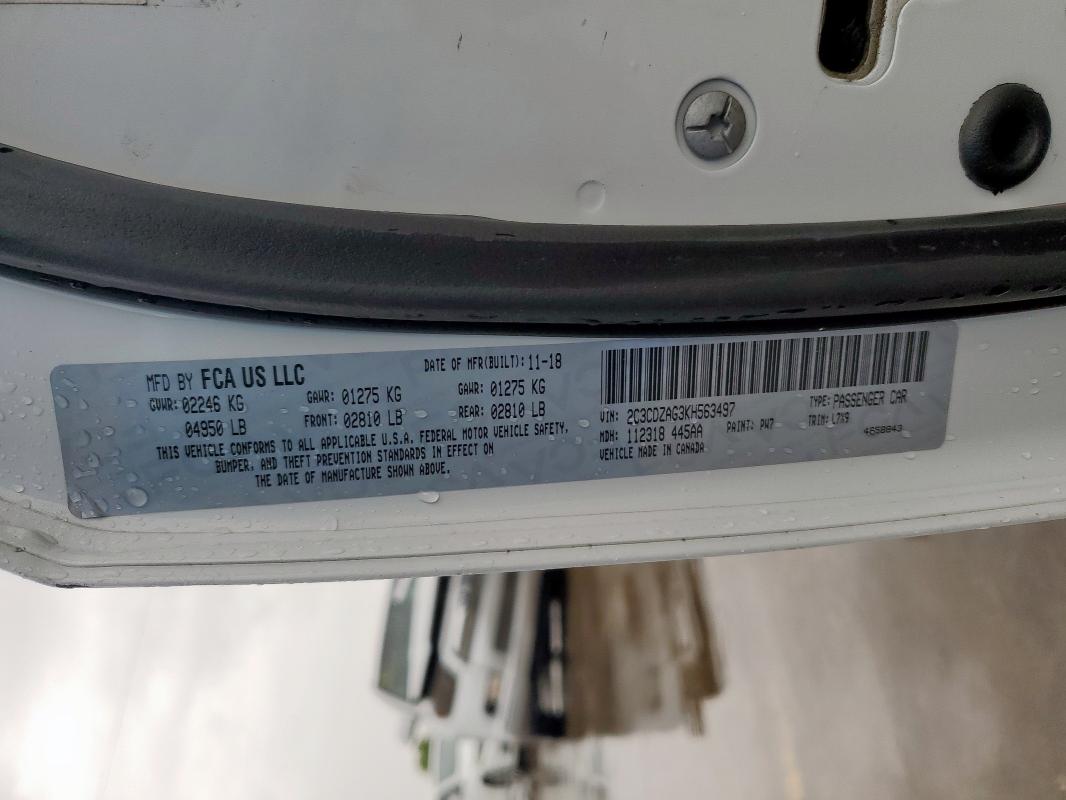 MFD BY FCA US LLC
DATE OF MFR(BUILT): 11-18
GVWR: 02246 KG
04950 LB
GAWR: 01275 KG
FRONT: 02810 LB
GAWR: 01275 KG
REAR: 02810 LB
THIS VEHICLE CONFORMS TO ALL APPLICABLE U.S.A. FEDERAL MOTOR VEHICLE SAFETY,
BUMPER, AND THEFT PREVENTION STANDARDS IN EFFECT ON
THE DATE OF MANUFACTURE SHOWN ABOVE.
VIN: 2C3CDZAG3KH563497
TYPE: PASSENGER CAR
MDH: 112318 445AA
PAINT: PW7
TRIM: L7X9
VEHICLE MADE IN CANADA
4658843